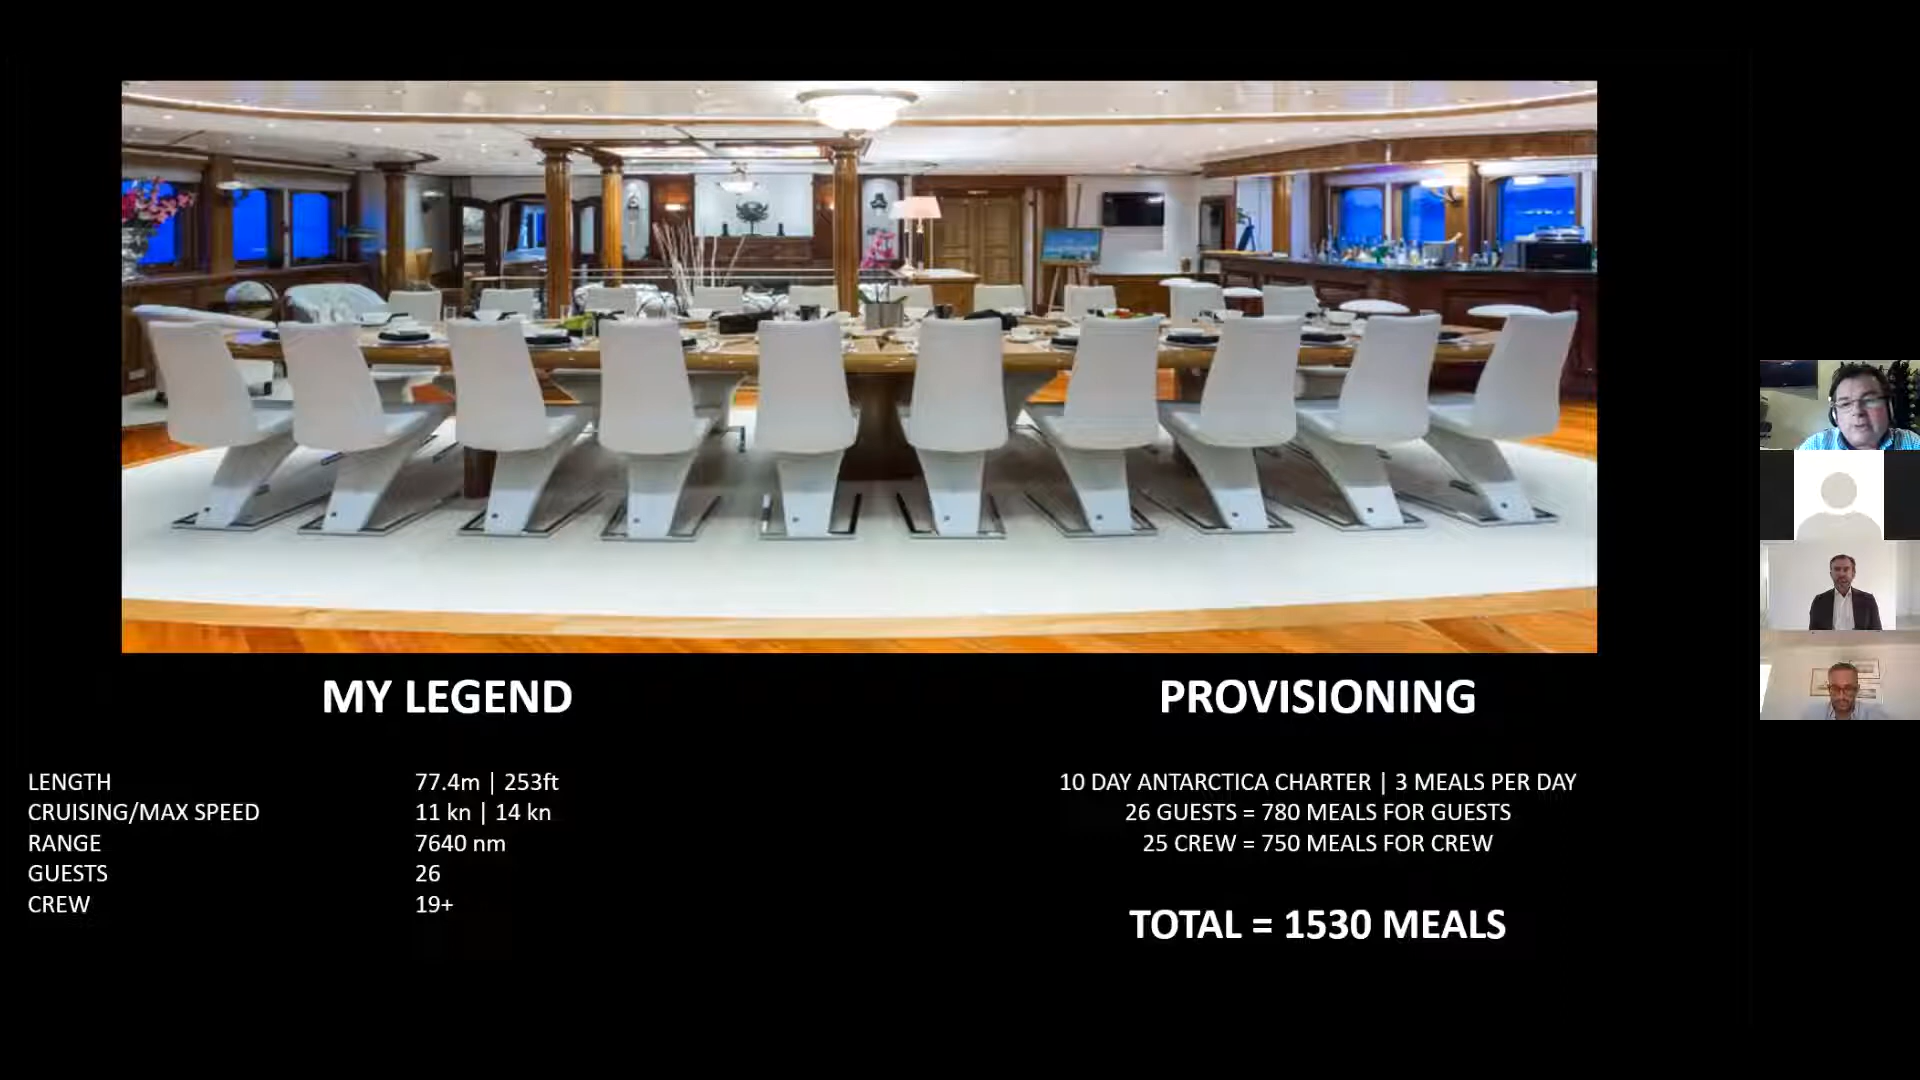 MY LEGEND
LENGTH 77.4m | 253ft
CRUISING/MAX SPEED 11 kn | 14 kn
RANGE 7640 nm
GUESTS 26
CREW 19+
PROVISIONING
10 DAY ANTARCTICA CHARTER | 3 MEALS PER DAY
26 GUESTS = 780 MEALS FOR GUESTS
25 CREW = 750 MEALS FOR CREW
TOTAL = 1530 MEALS